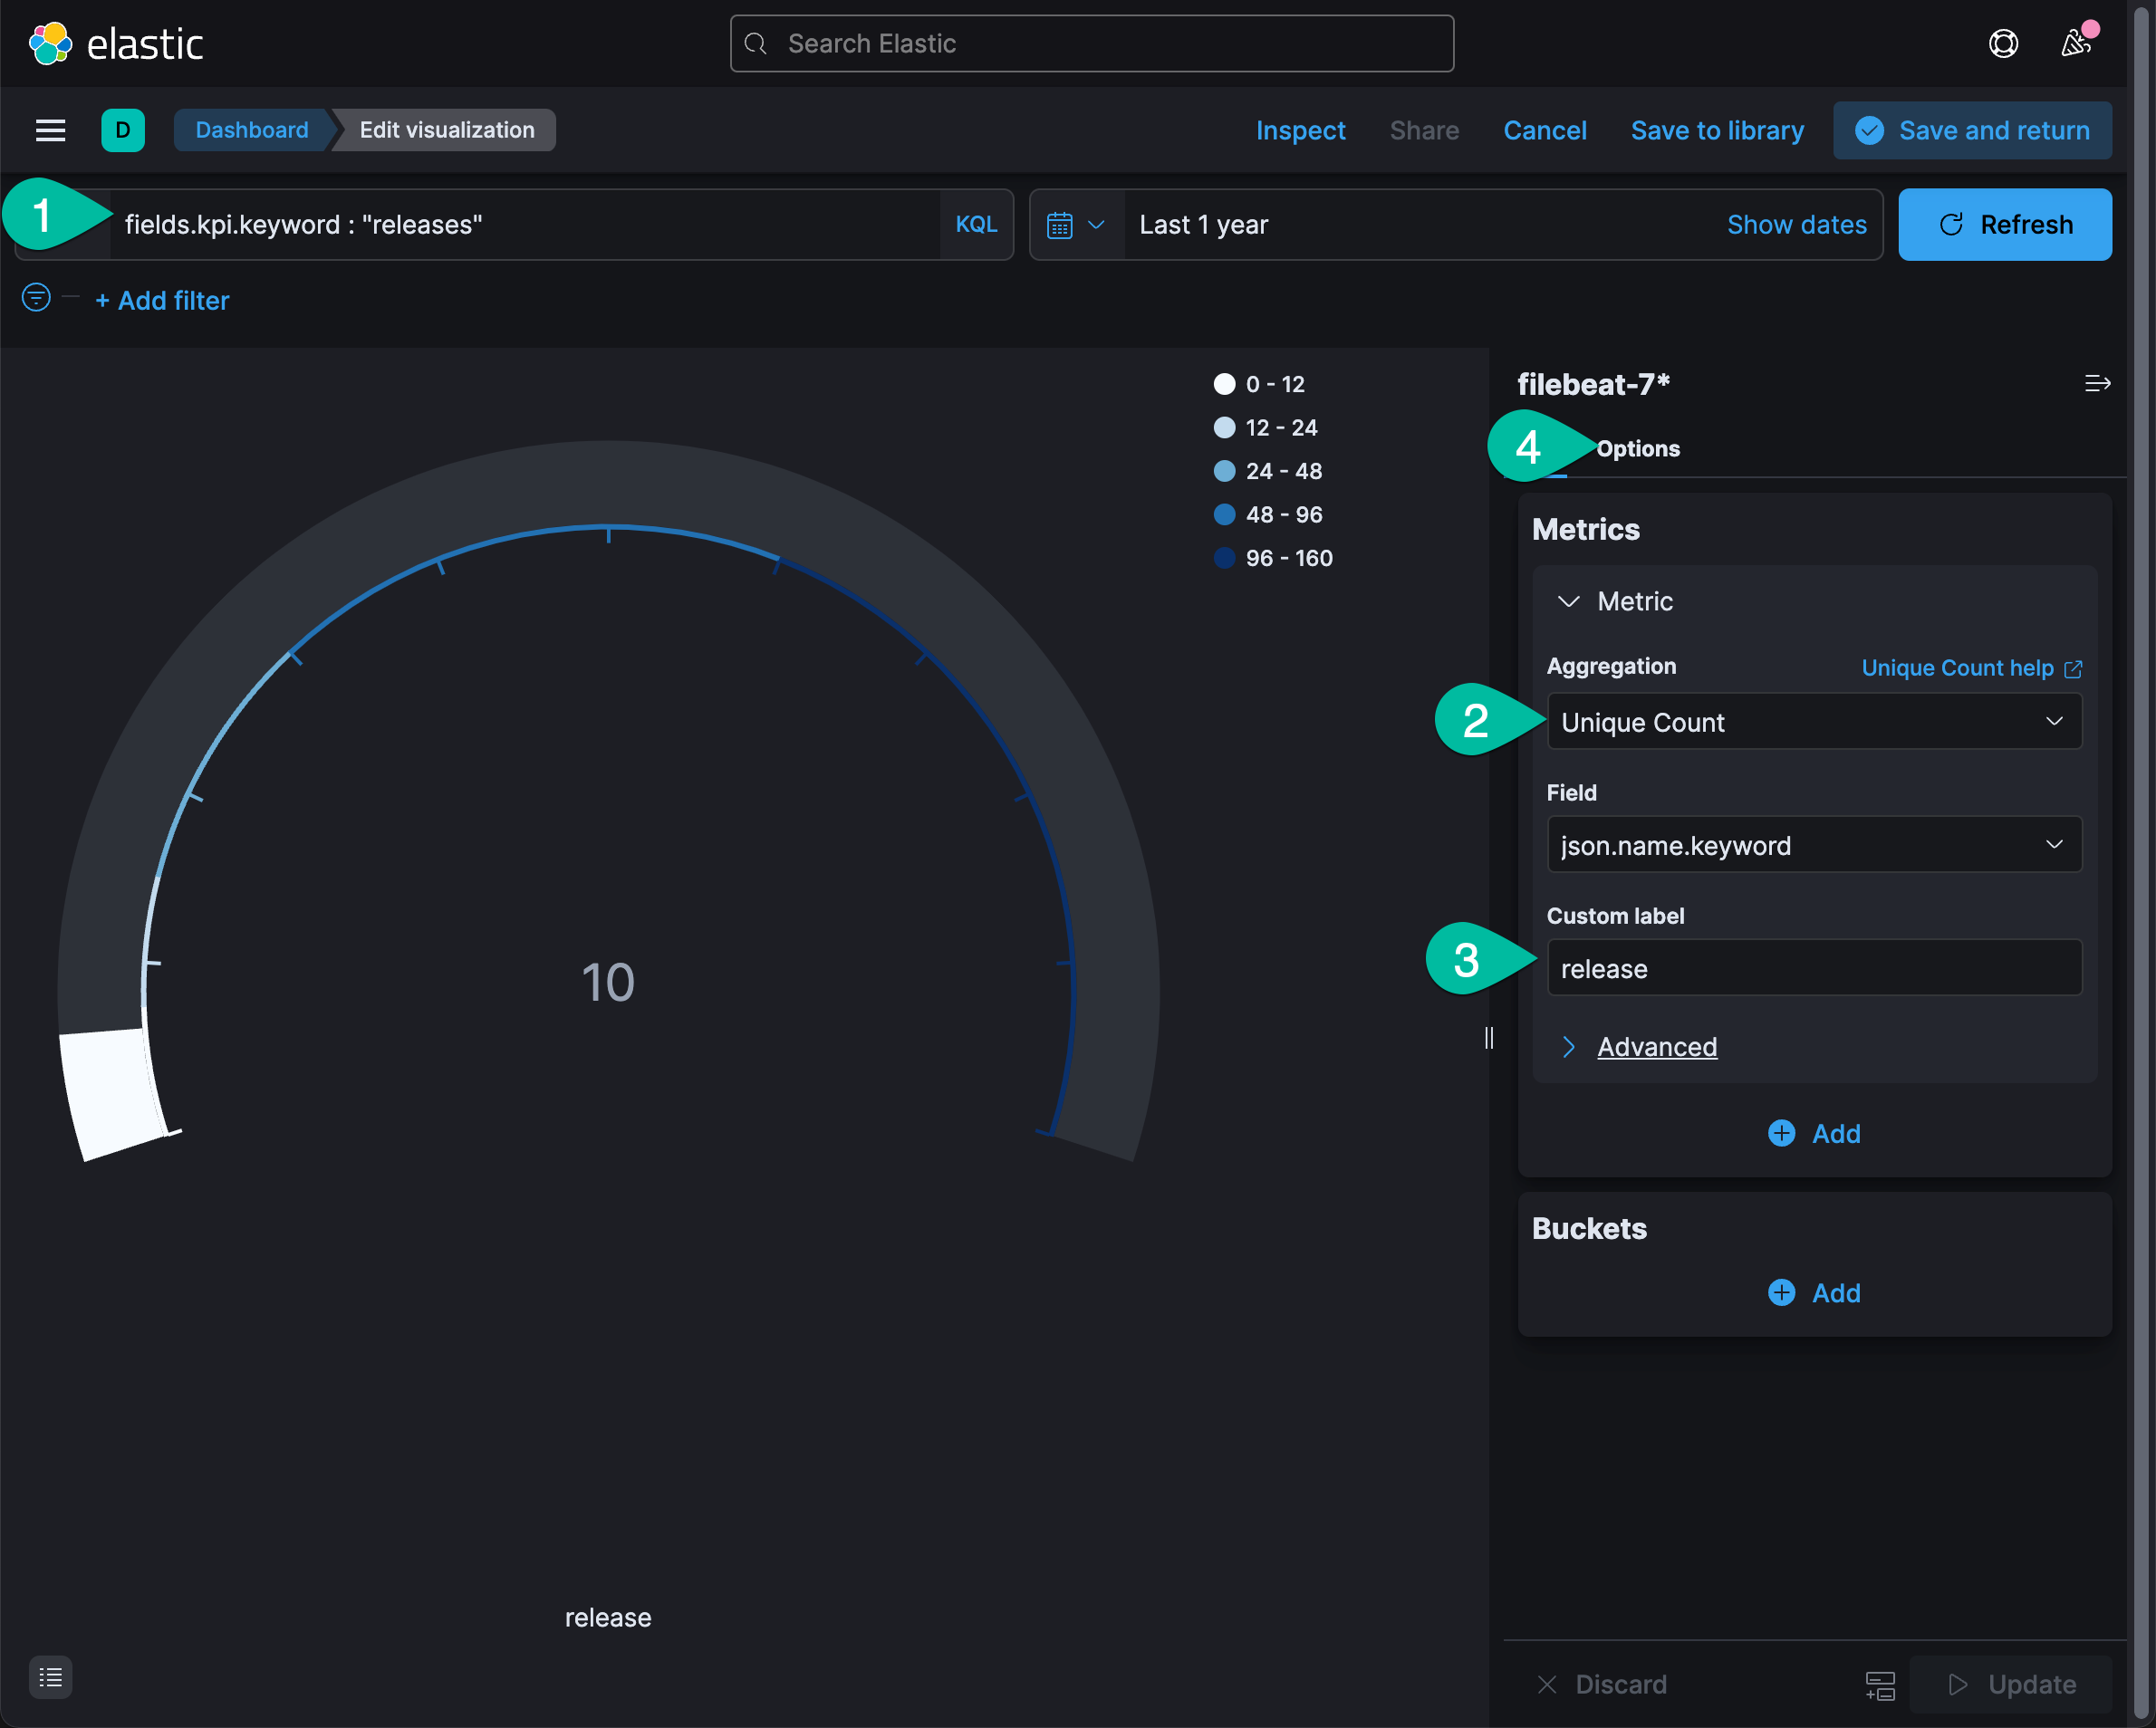 elastic
Search Elastic
D
Dashboard
Edit visualization
Inspect
Share
Cancel
Save to library
Save and return
1
fields.kpi.keyword : "releases"
KQL
Last 1 year
Show dates
Refresh
+ Add filter
0 - 12
12 - 24
24 - 48
48 - 96
96 - 160
10
release
filebeat-7*
4
Options
Metrics
Metric
Aggregation
Unique Count help
2
Unique Count
Field
json.name.keyword
Custom label
3
release
Advanced
Add
Buckets
Add
Discard
Update